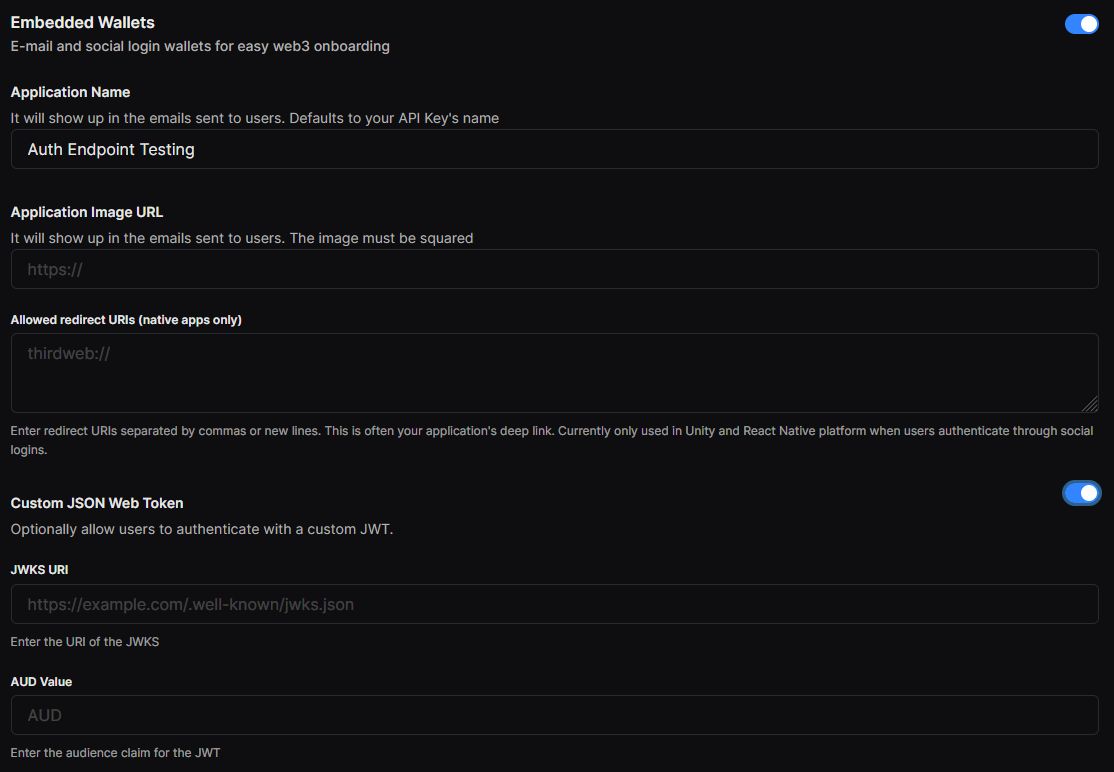 Embedded Wallets
E-mail and social login wallets for easy web3 onboarding
Application Name
It will show up in the emails sent to users. Defaults to your API Key's name
Auth Endpoint Testing
Application Image URL
It will show up in the emails sent to users. The image must be squared
https://
Allowed redirect URIs (native apps only)
thirdweb://
Enter redirect URIs separated by commas or new lines. This is often your application's deep link. Currently only used in Unity and React Native platform when users authenticate through social
logins.
Custom JSON Web Token
Optionally allow users to authenticate with a custom JWT.
JWKS URI
https://example.com/.well-known/jwks.json
Enter the URI of the JWKS
AUD Value
AUD
Enter the audience claim for the JWT